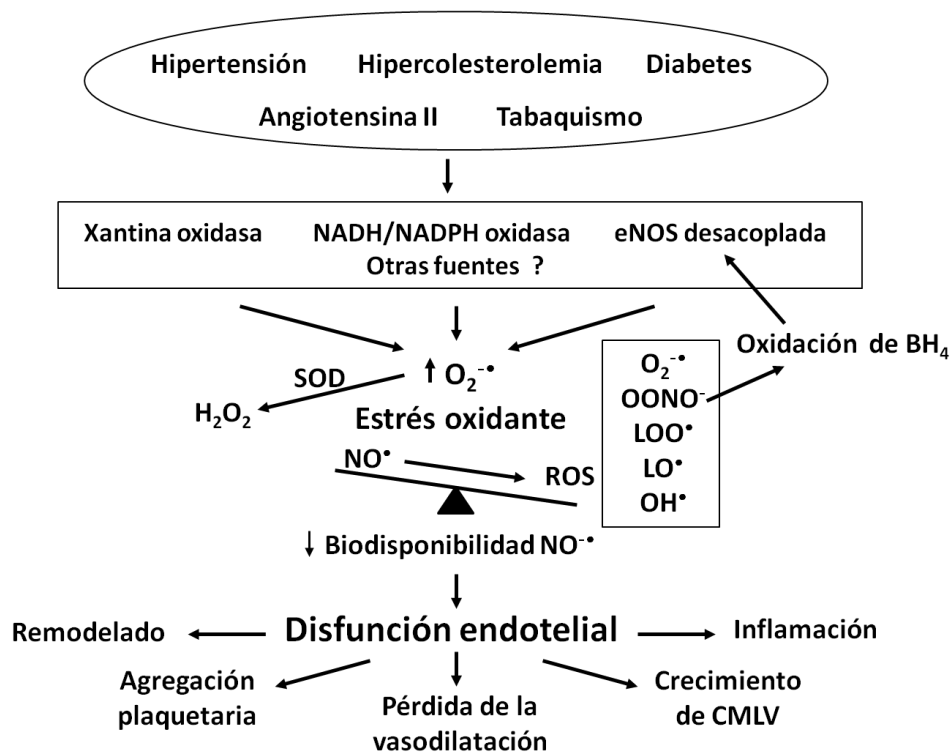 Hipertensión Hipercolesterolemia Diabetes
Angiotensina II Tabaquismo
Xantina oxidasa NADH/NADPH oxidasa eNOS desacoplada
Otras fuentes ?
Oxidación de BH₄
↑ O₂⁻•
SOD
H₂O₂
Estrés oxidante
O₂⁻•
OONO⁻
LOO•
LO•
OH•
NO• ROS
↓ Biodisponibilidad NO⁻•
Disfunción endotelial
Remodelado
Inflamación
Agregación
plaquetaria
Pérdida de la
vasodilatación
Crecimiento
de CMLV